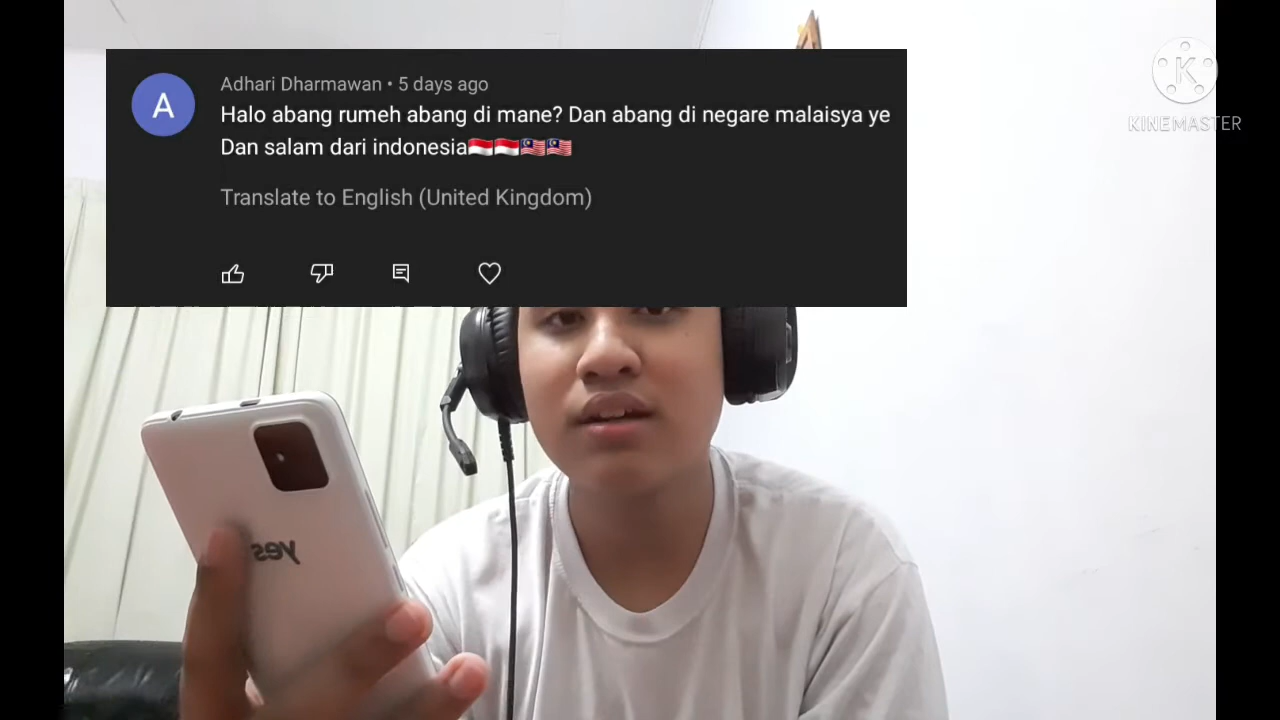 Adhari Dharmawan • 5 days ago
Halo abang rumeh abang di mane? Dan abang di negare malaisya ye
Dan salam dari indonesia🇮🇩🇮🇩🇲🇾🇲🇾
Translate to English (United Kingdom)
A
K
KINEMASTER
yes